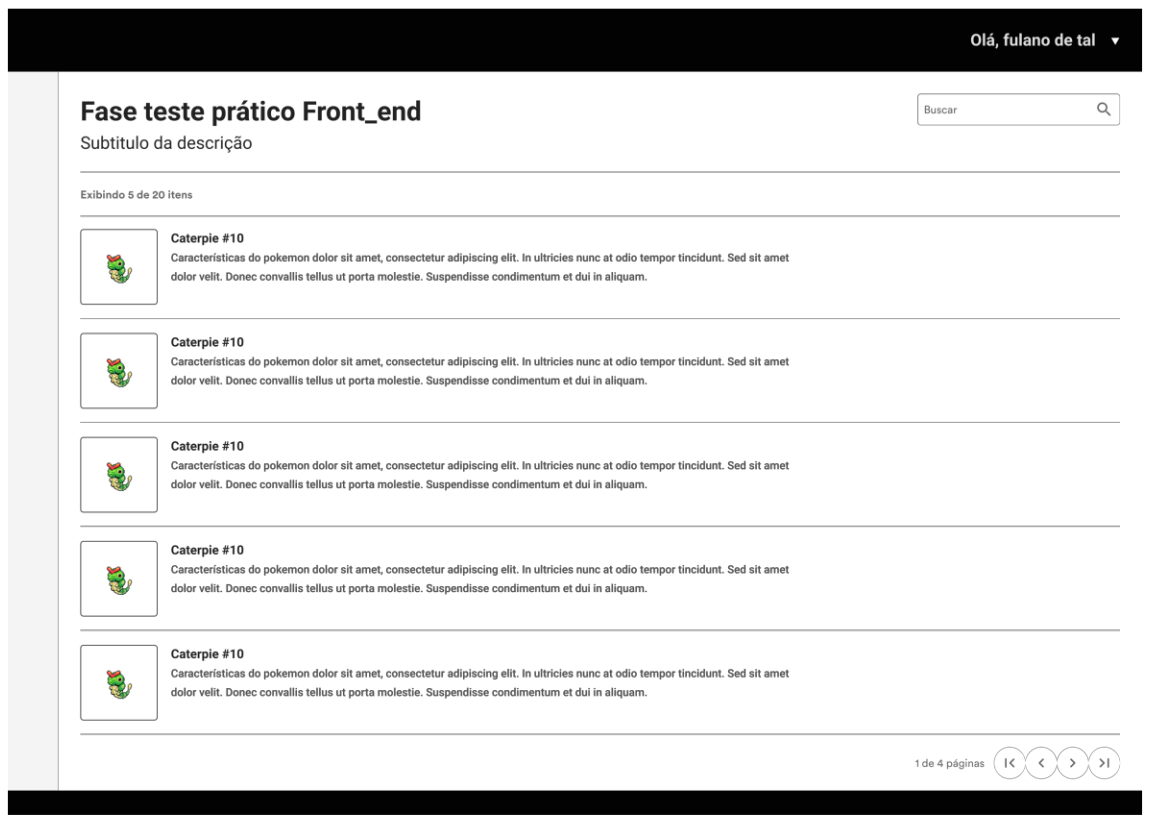 Olá, fulano de tal
Fase teste prático Front_end
Buscar
Subtitulo da descrição
Exibindo 5 de 20 itens
Caterpie #10
Características do pokemon dolor sit amet, consectetur adipiscing elit. In ultricies nunc at odio tempor tincidunt. Sed sit amet
dolor velit. Donec convallis tellus ut porta molestie. Suspendisse condimentum et dui in aliquam.
Caterpie #10
Características do pokemon dolor sit amet, consectetur adipiscing elit. In ultricies nunc at odio tempor tincidunt. Sed sit amet
dolor velit. Donec convallis tellus ut porta molestie. Suspendisse condimentum et dui in aliquam.
Caterpie #10
Características do pokemon dolor sit amet, consectetur adipiscing elit. In ultricies nunc at odio tempor tincidunt. Sed sit amet
dolor velit. Donec convallis tellus ut porta molestie. Suspendisse condimentum et dui in aliquam.
Caterpie #10
Características do pokemon dolor sit amet, consectetur adipiscing elit. In ultricies nunc at odio tempor tincidunt. Sed sit amet
dolor velit. Donec convallis tellus ut porta molestie. Suspendisse condimentum et dui in aliquam.
Caterpie #10
Características do pokemon dolor sit amet, consectetur adipiscing elit. In ultricies nunc at odio tempor tincidunt. Sed sit amet
dolor velit. Donec convallis tellus ut porta molestie. Suspendisse condimentum et dui in aliquam.
1 de 4 páginas